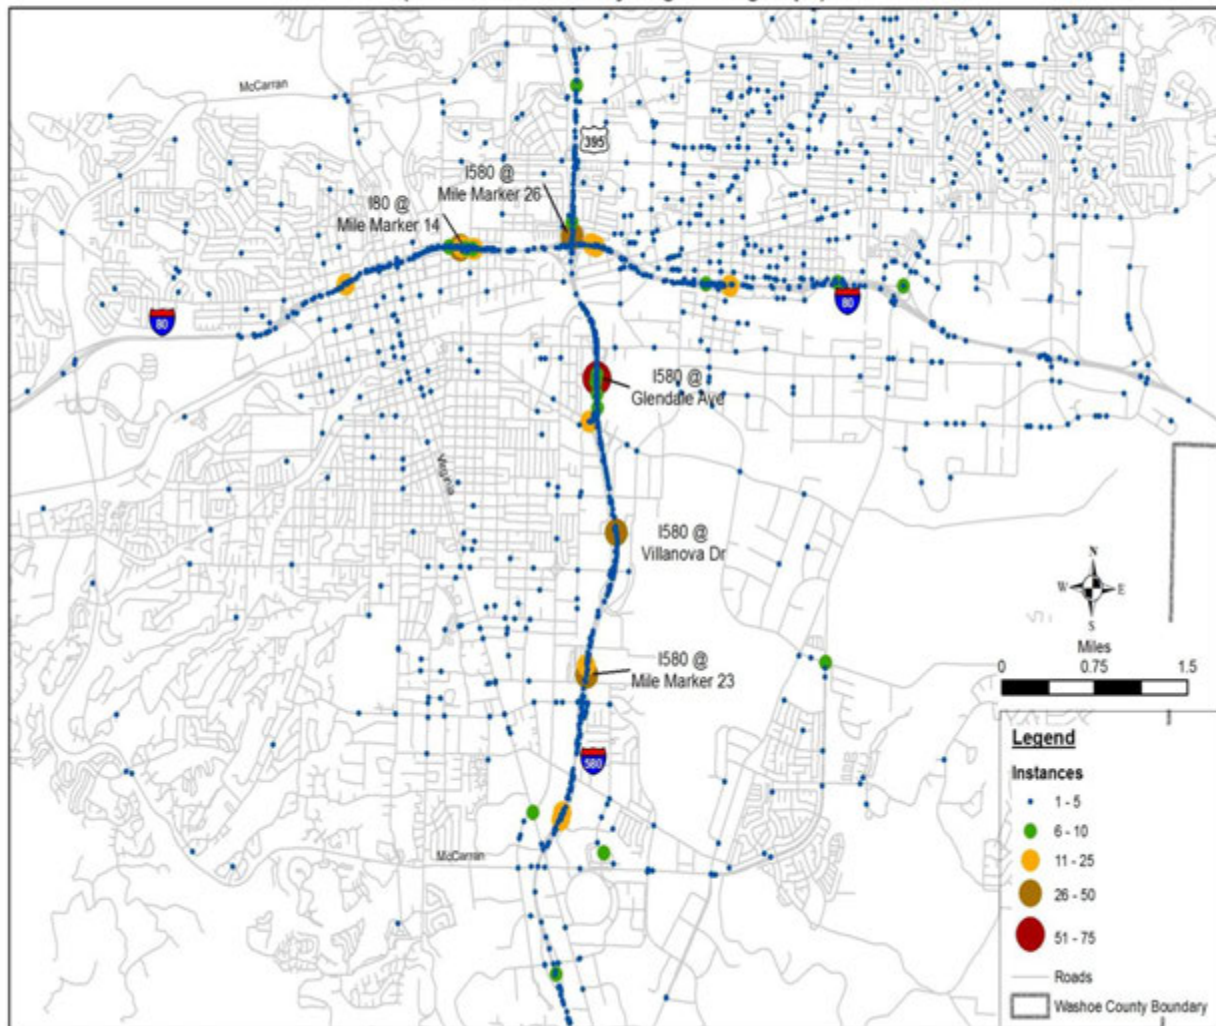 McCarran
395
I580 @
Mile Marker 26
I80 @
Mile Marker 14
80
80
I580 @
Glendale Ave
Virginia
I580 @
Villanova Dr
N
W
E
S
Miles
0 0.75 1.5
I580 @
Mile Marker 23
580
McCarran
Legend
Instances
1 - 5
6 - 10
11 - 25
26 - 50
51 - 75
Roads
Washoe County Boundary